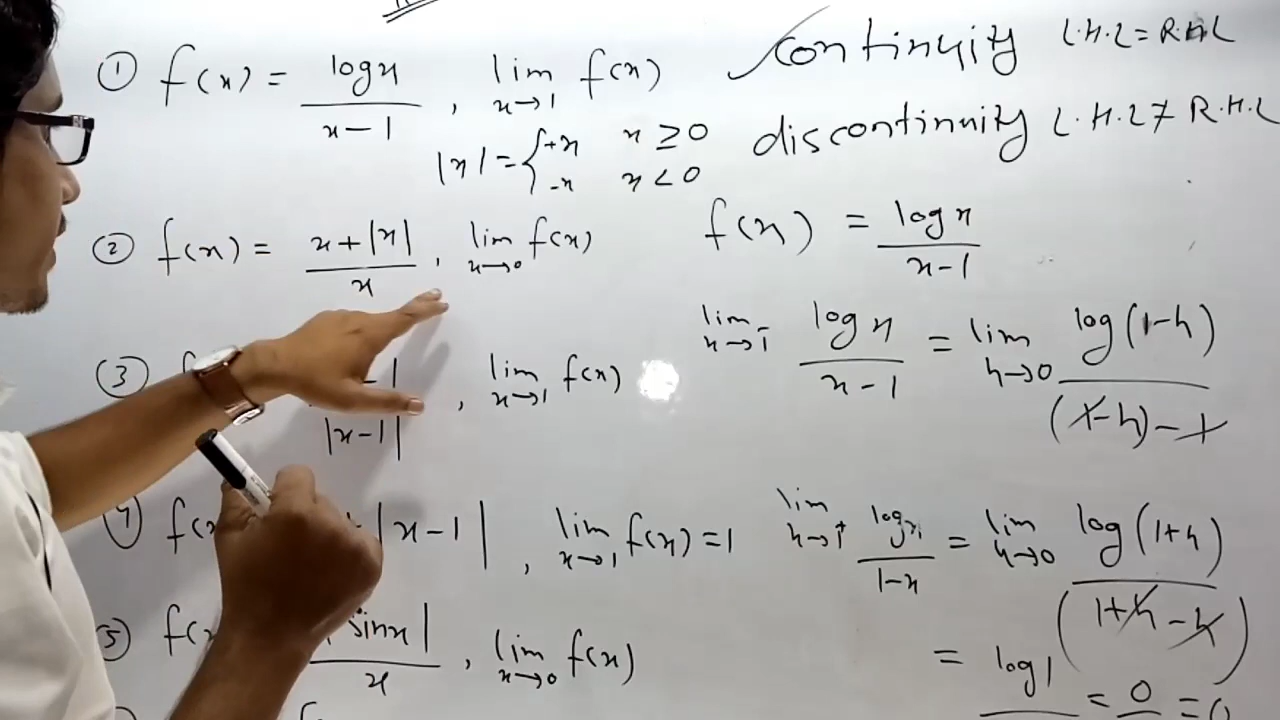 ① f(x) = log x / x-1 , lim x→1 f(x)
|x| = { +x x ≥ 0
-x x < 0
② f(x) = x+|x| / x , lim x→0 f(x)
③ -1 / |x-1| , lim x→1 f(x)
4 f(x |x-1| , lim x→1 f(x) = 1
⑤ f(x sinx| / x , lim x→0 f(x)
continuity L.H.L = R.H.L
discontinuity L.H.L ≠ R.H.L
f(x) = log x / x-1
lim x→1⁻ log x / x-1 = lim h→0 log(1-h) / (1-h)-1
lim x→1⁺ log x / 1-x = lim h→0 log(1+h) / (1+h-h)
= log 1 = 0 = 0